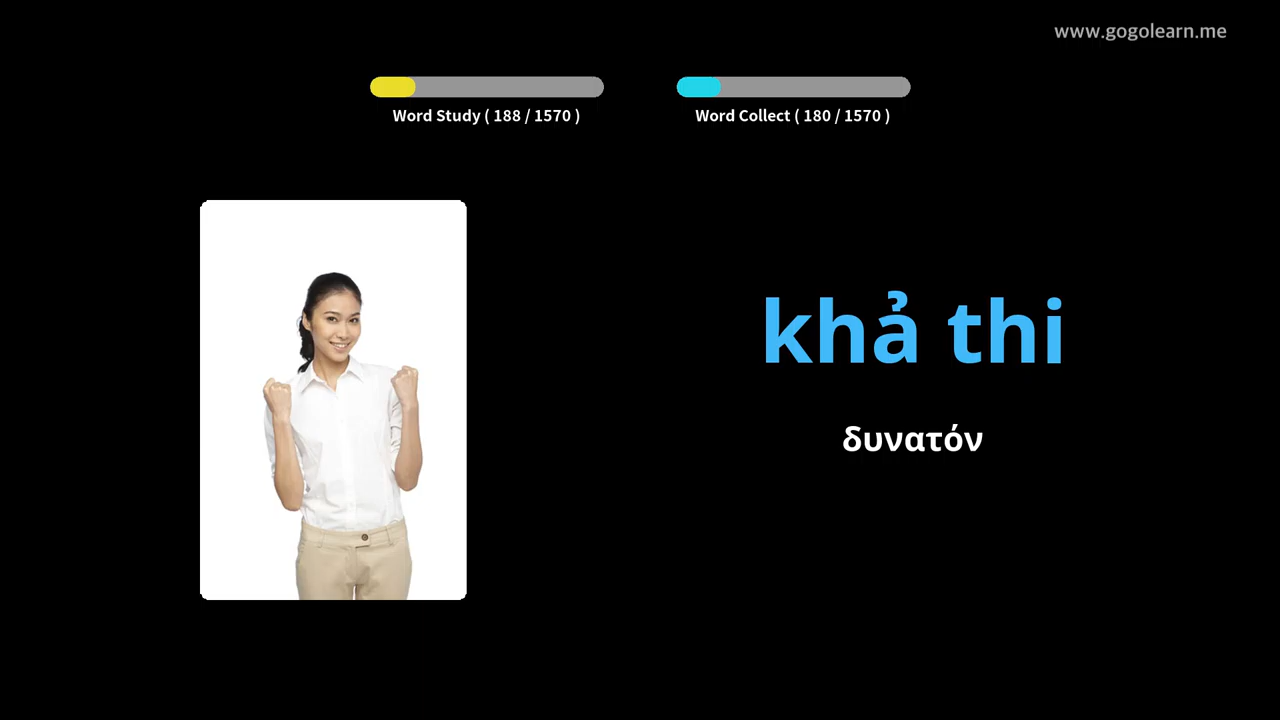 www.gogolearn.me
Word Study ( 188 / 1570 )
Word Collect ( 180 / 1570 )
khả thi
δυνατόν